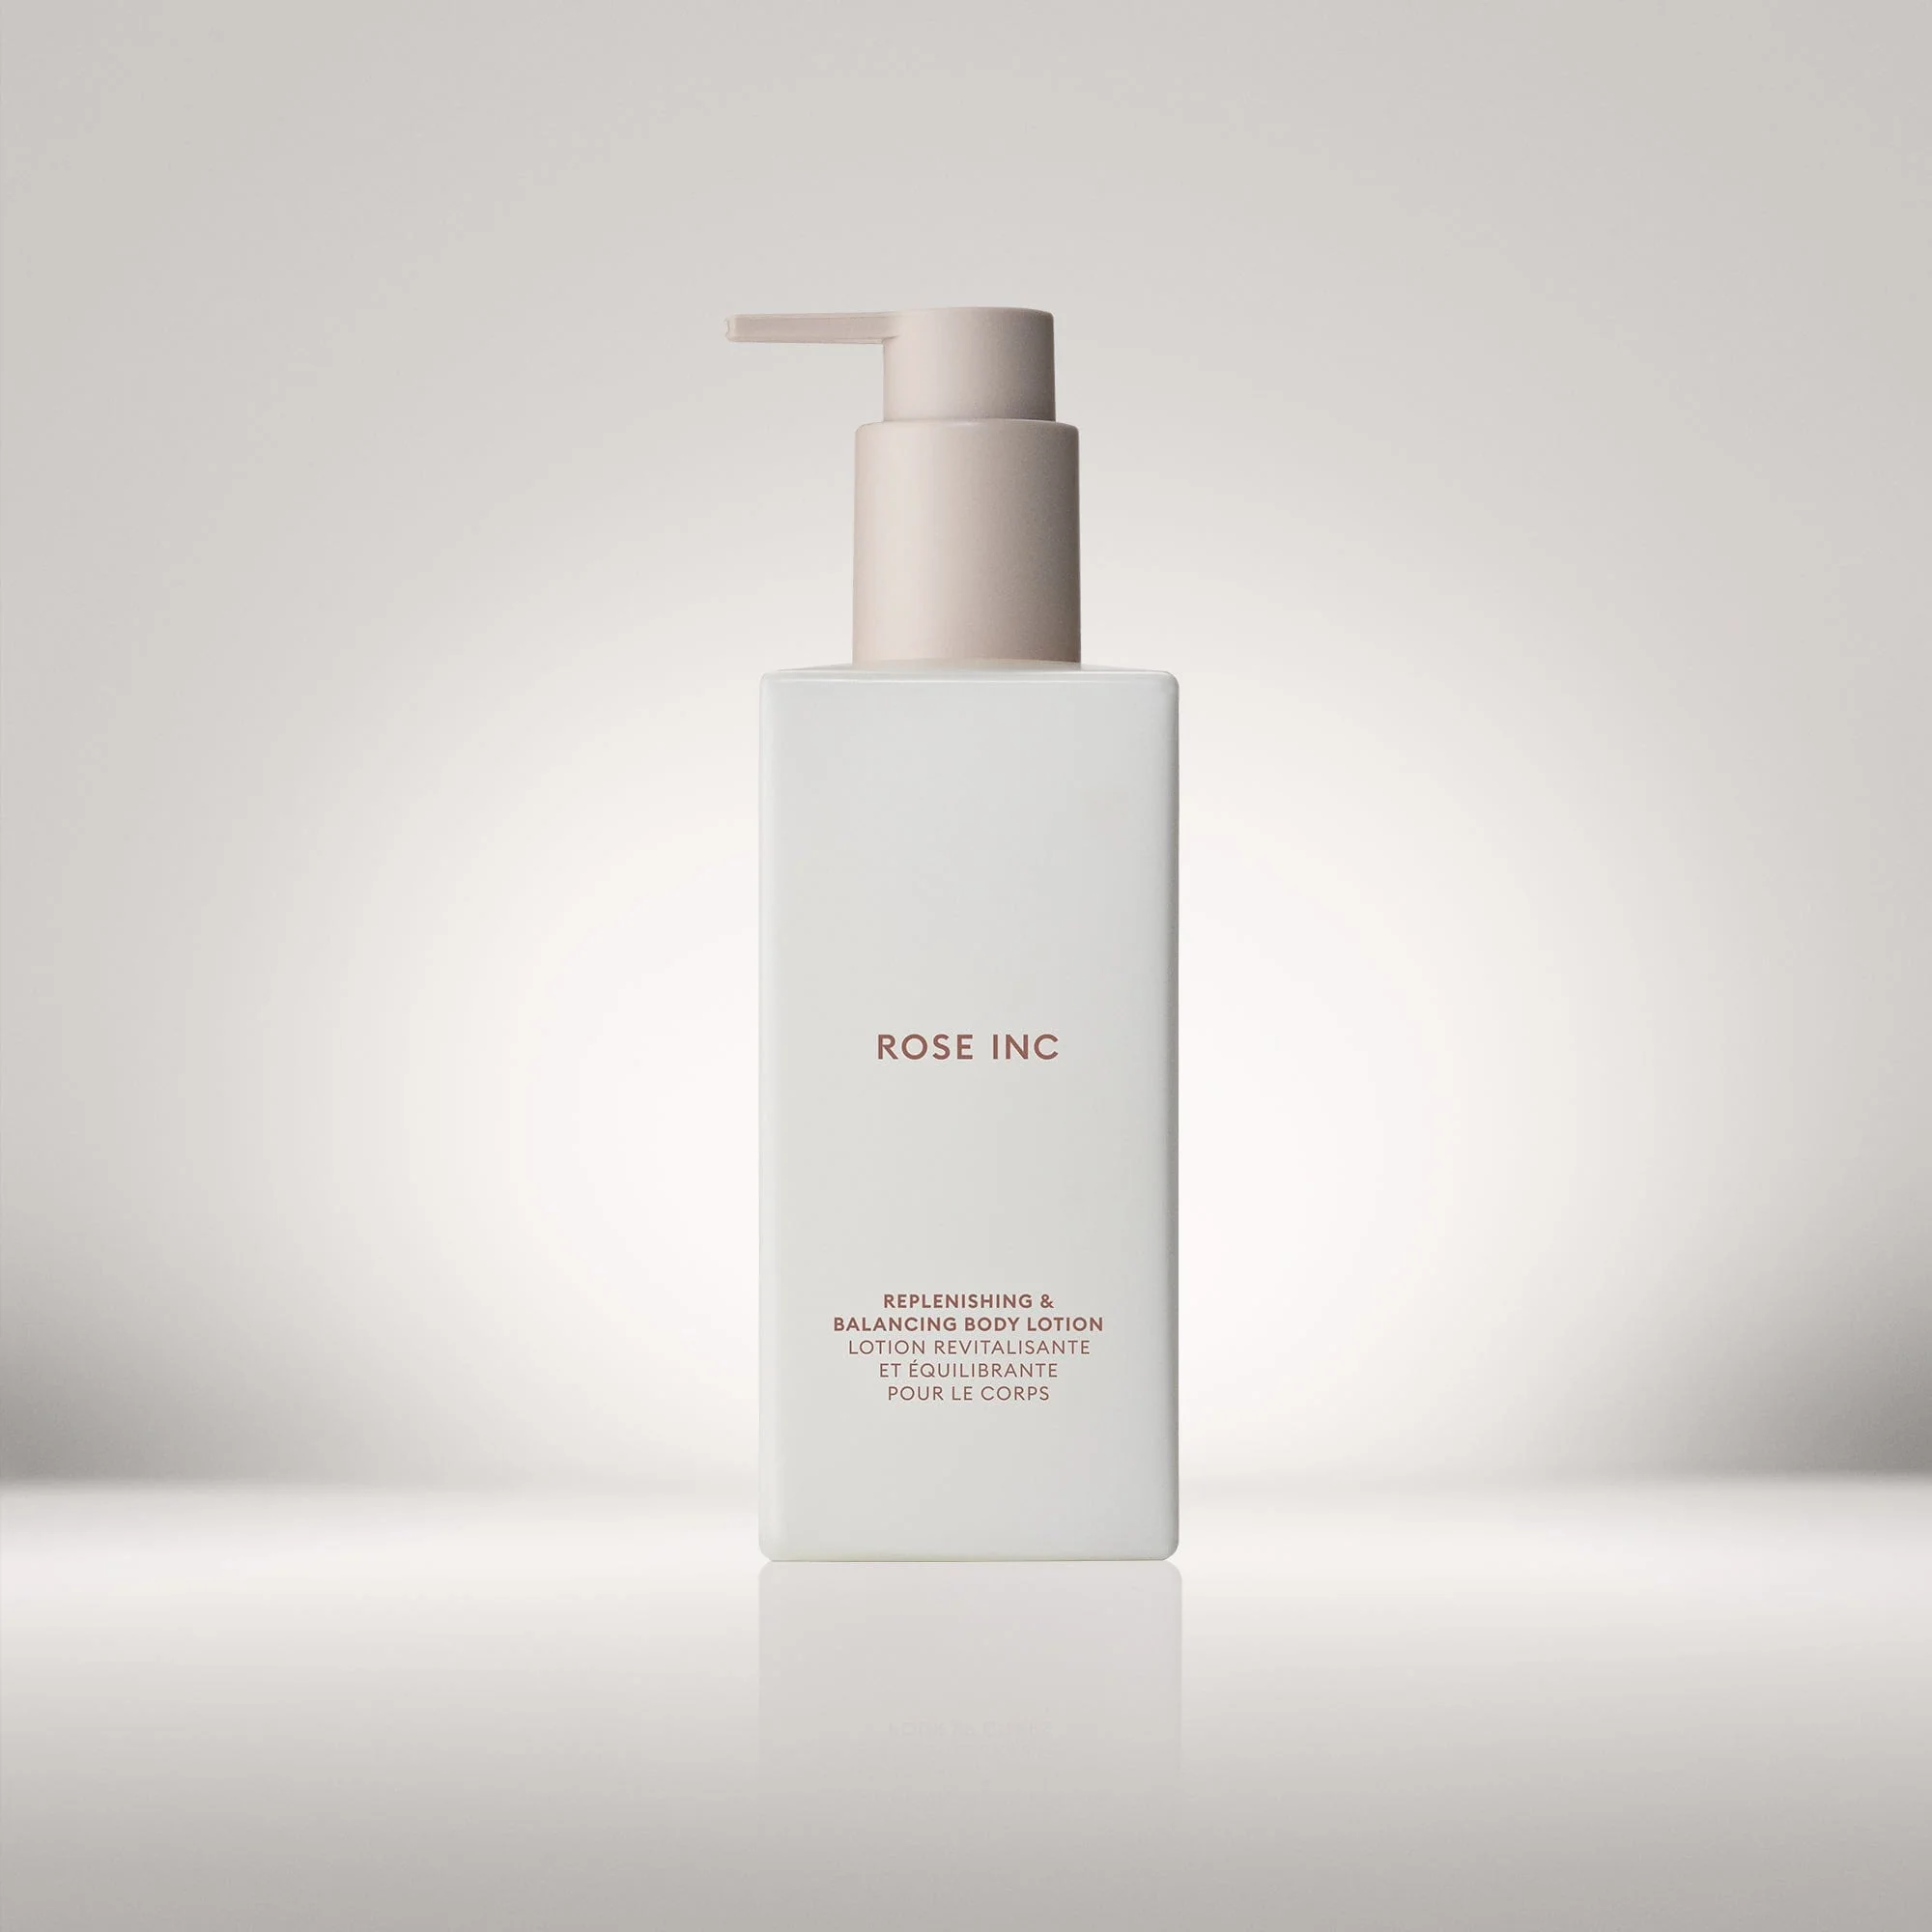 ROSE INC
REPLENISHING &
BALANCING BODY LOTION
LOTION REVITALISANTE
ET ÉQUILIBRANTE
POUR LE CORPS